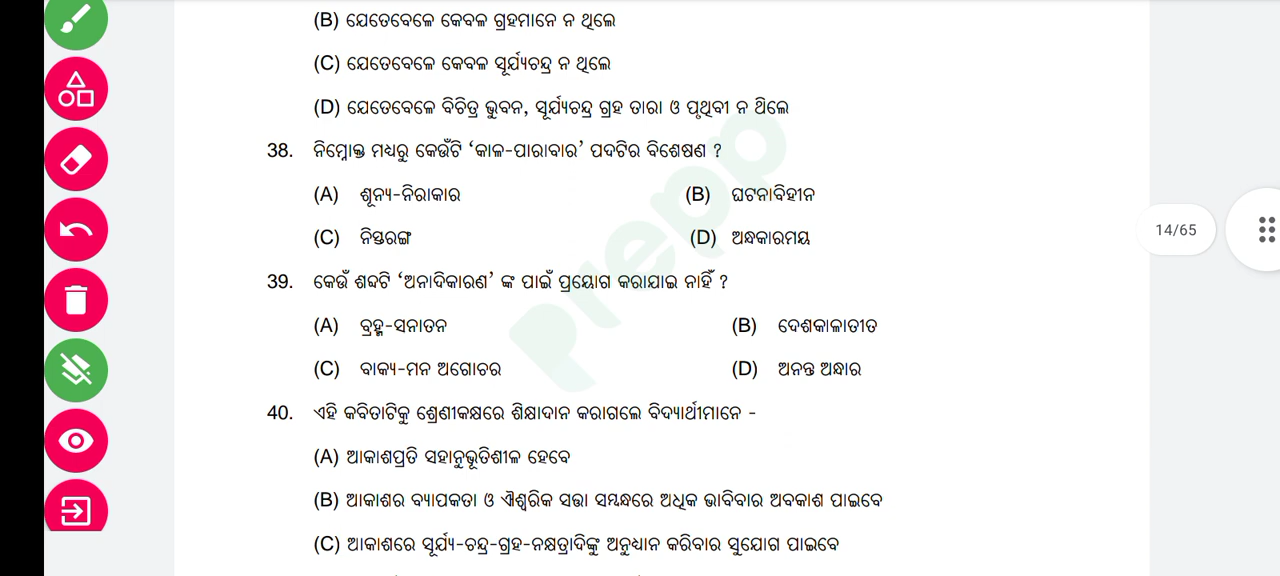 (B) ଯେତେବେଳେ କେବଳ ଗ୍ରହମାନେ ନ ଥିଲେ
(C) ଯେତେବେଳେ କେବଳ ସୂର୍ଯ୍ୟଚନ୍ଦ୍ର ନ ଥିଲେ
(D) ଯେତେବେଳେ ବିଚିତ୍ର ଭୁବନ, ସୂର୍ଯ୍ୟଚନ୍ଦ୍ର ଗ୍ରହ ତାରା ଓ ପୃଥିବୀ ନ ଥିଲେ
38. ନିମ୍ନୋକ୍ତ ମଧ୍ୟରୁ କେଉଁଟି ‘କାଳ-ପାରାବାର’ ପଦଟିର ବିଶେଷଣ ?
(A) ଶୂନ୍ୟ-ନିରାକାର (B) ଘଟନାବିହୀନ
(C) ନିସ୍ତରଙ୍ଗ (D) ଅନ୍ଧକାରମୟ
14/65
39. କେଉଁ ଶବ୍ଦଟି ‘ଅନାଦିକାରଣ’ ଙ୍କ ପାଇଁ ପ୍ରୟୋଗ କରାଯାଇ ନାହିଁ ?
(A) ବ୍ରହ୍ମ-ସନାତନ (B) ଦେଶକାଳାତୀତ
(C) ବାକ୍ୟ-ମନ ଅଗୋଚର (D) ଅନନ୍ତ ଅନ୍ଧାର
40. ଏହି କବିତାଟିକୁ ଶ୍ରେଣୀକକ୍ଷରେ ଶିକ୍ଷାଦାନ କରାଗଲେ ବିଦ୍ୟାର୍ଥୀମାନେ -
(A) ଆକାଶପ୍ରତି ସହାନୁଭୂତିଶୀଳ ହେବେ
(B) ଆକାଶର ବ୍ୟାପକତା ଓ ଐଶ୍ୱରିକ ସତ୍ତା ସମ୍ବନ୍ଧରେ ଅଧିକ ଭାବିବାର ଅବକାଶ ପାଇବେ
(C) ଆକାଶରେ ସୂର୍ଯ୍ୟ-ଚନ୍ଦ୍ର-ଗ୍ରହ-ନକ୍ଷତ୍ରାଦିଙ୍କୁ ଅନୁଧ୍ୟାନ କରିବାର ସୁଯୋଗ ପାଇବେ
Prepp